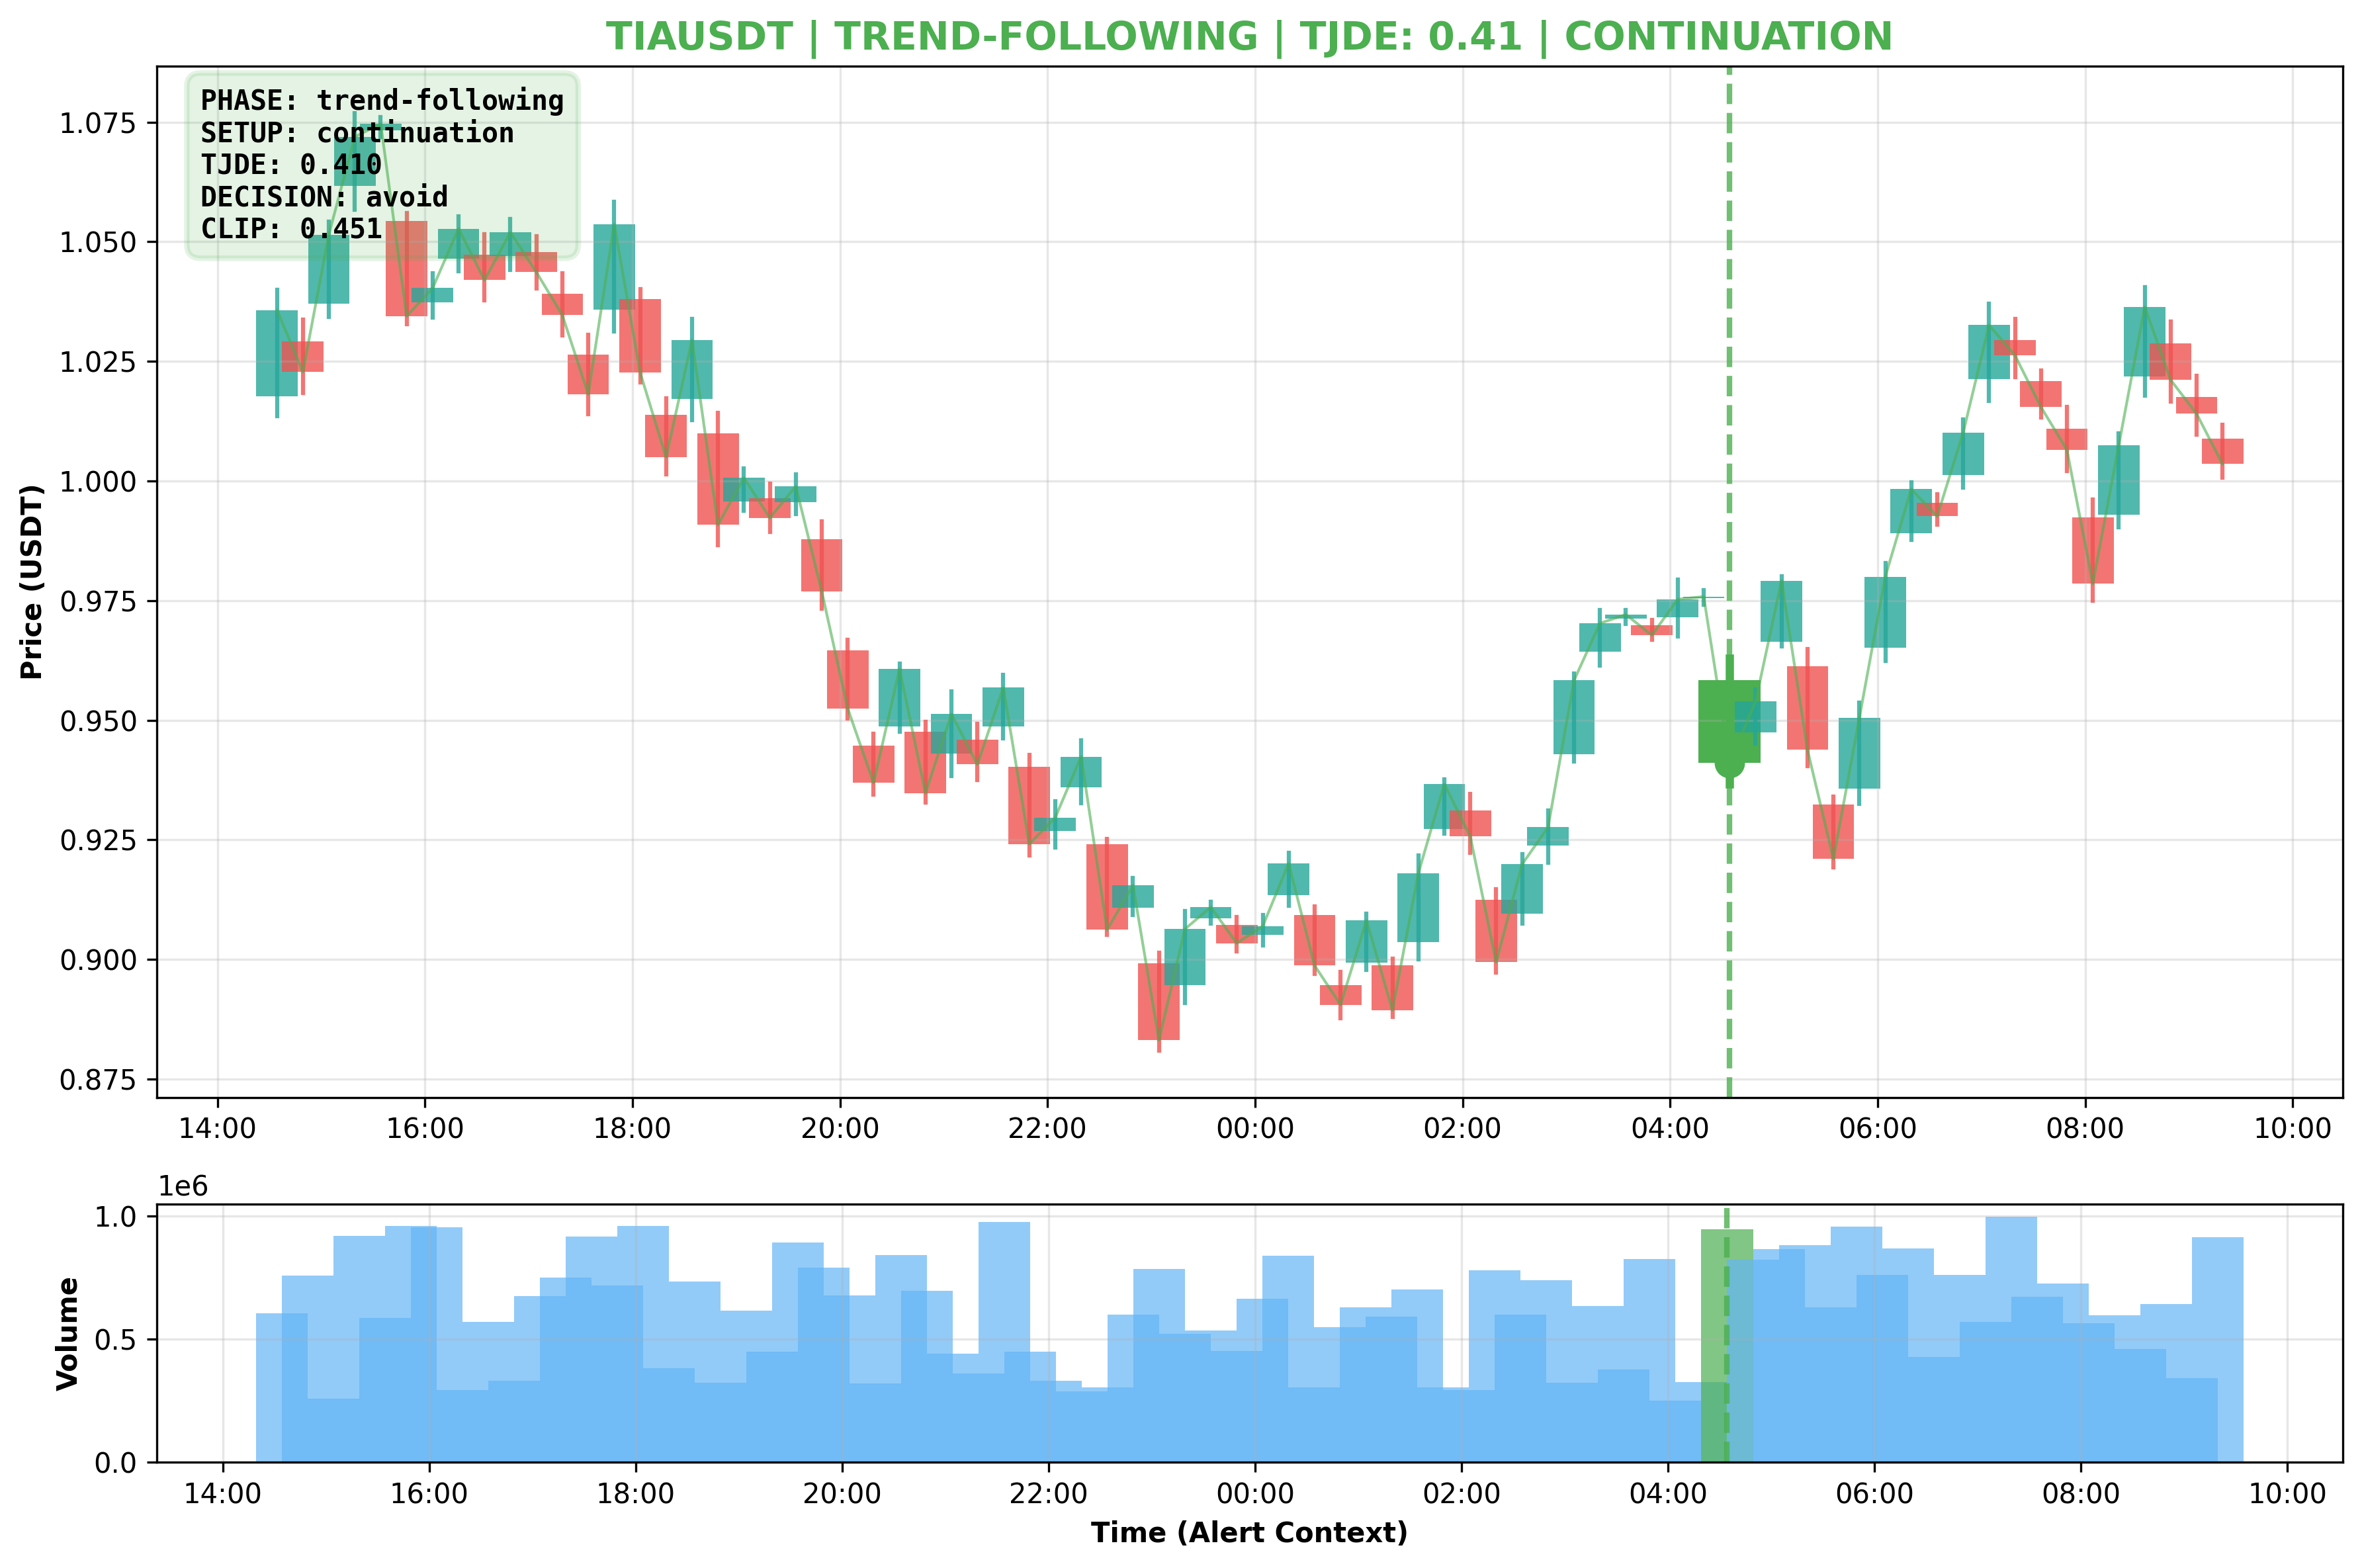 TIAUSDT | TREND-FOLLOWING | TJDE: 0.41 | CONTINUATION
PHASE: trend-following
SETUP: continuation
TJDE: 0.410
DECISION: avoid
CLIP: 0.451
Price (USDT)
1.075
1.050
1.025
1.000
0.975
0.950
0.925
0.900
0.875
14:00 16:00 18:00 20:00 22:00 00:00 02:00 04:00 06:00 08:00 10:00
1e6
Volume
1.0
0.5
0.0
14:00 16:00 18:00 20:00 22:00 00:00 02:00 04:00 06:00 08:00 10:00
Time (Alert Context)